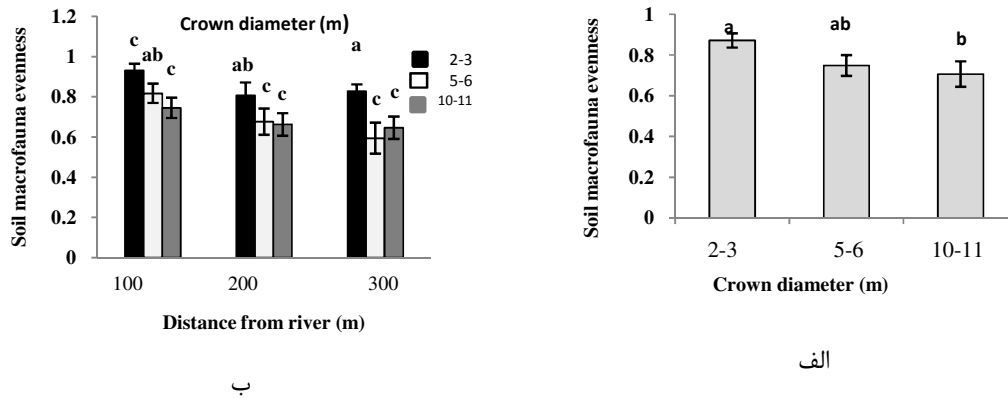 Soil macrofauna evenness
1.2
1
0.8
0.6
0.4
0.2
0
Crown diameter (m)
2-3
5-6
10-11
c ab c
ab c c
a c c
100 200 300
Distance from river (m)
ب
Soil macrofauna evenness
1
0.8
0.6
0.4
0.2
0
a ab b
2-3 5-6 10-11
Crown diameter (m)
الف